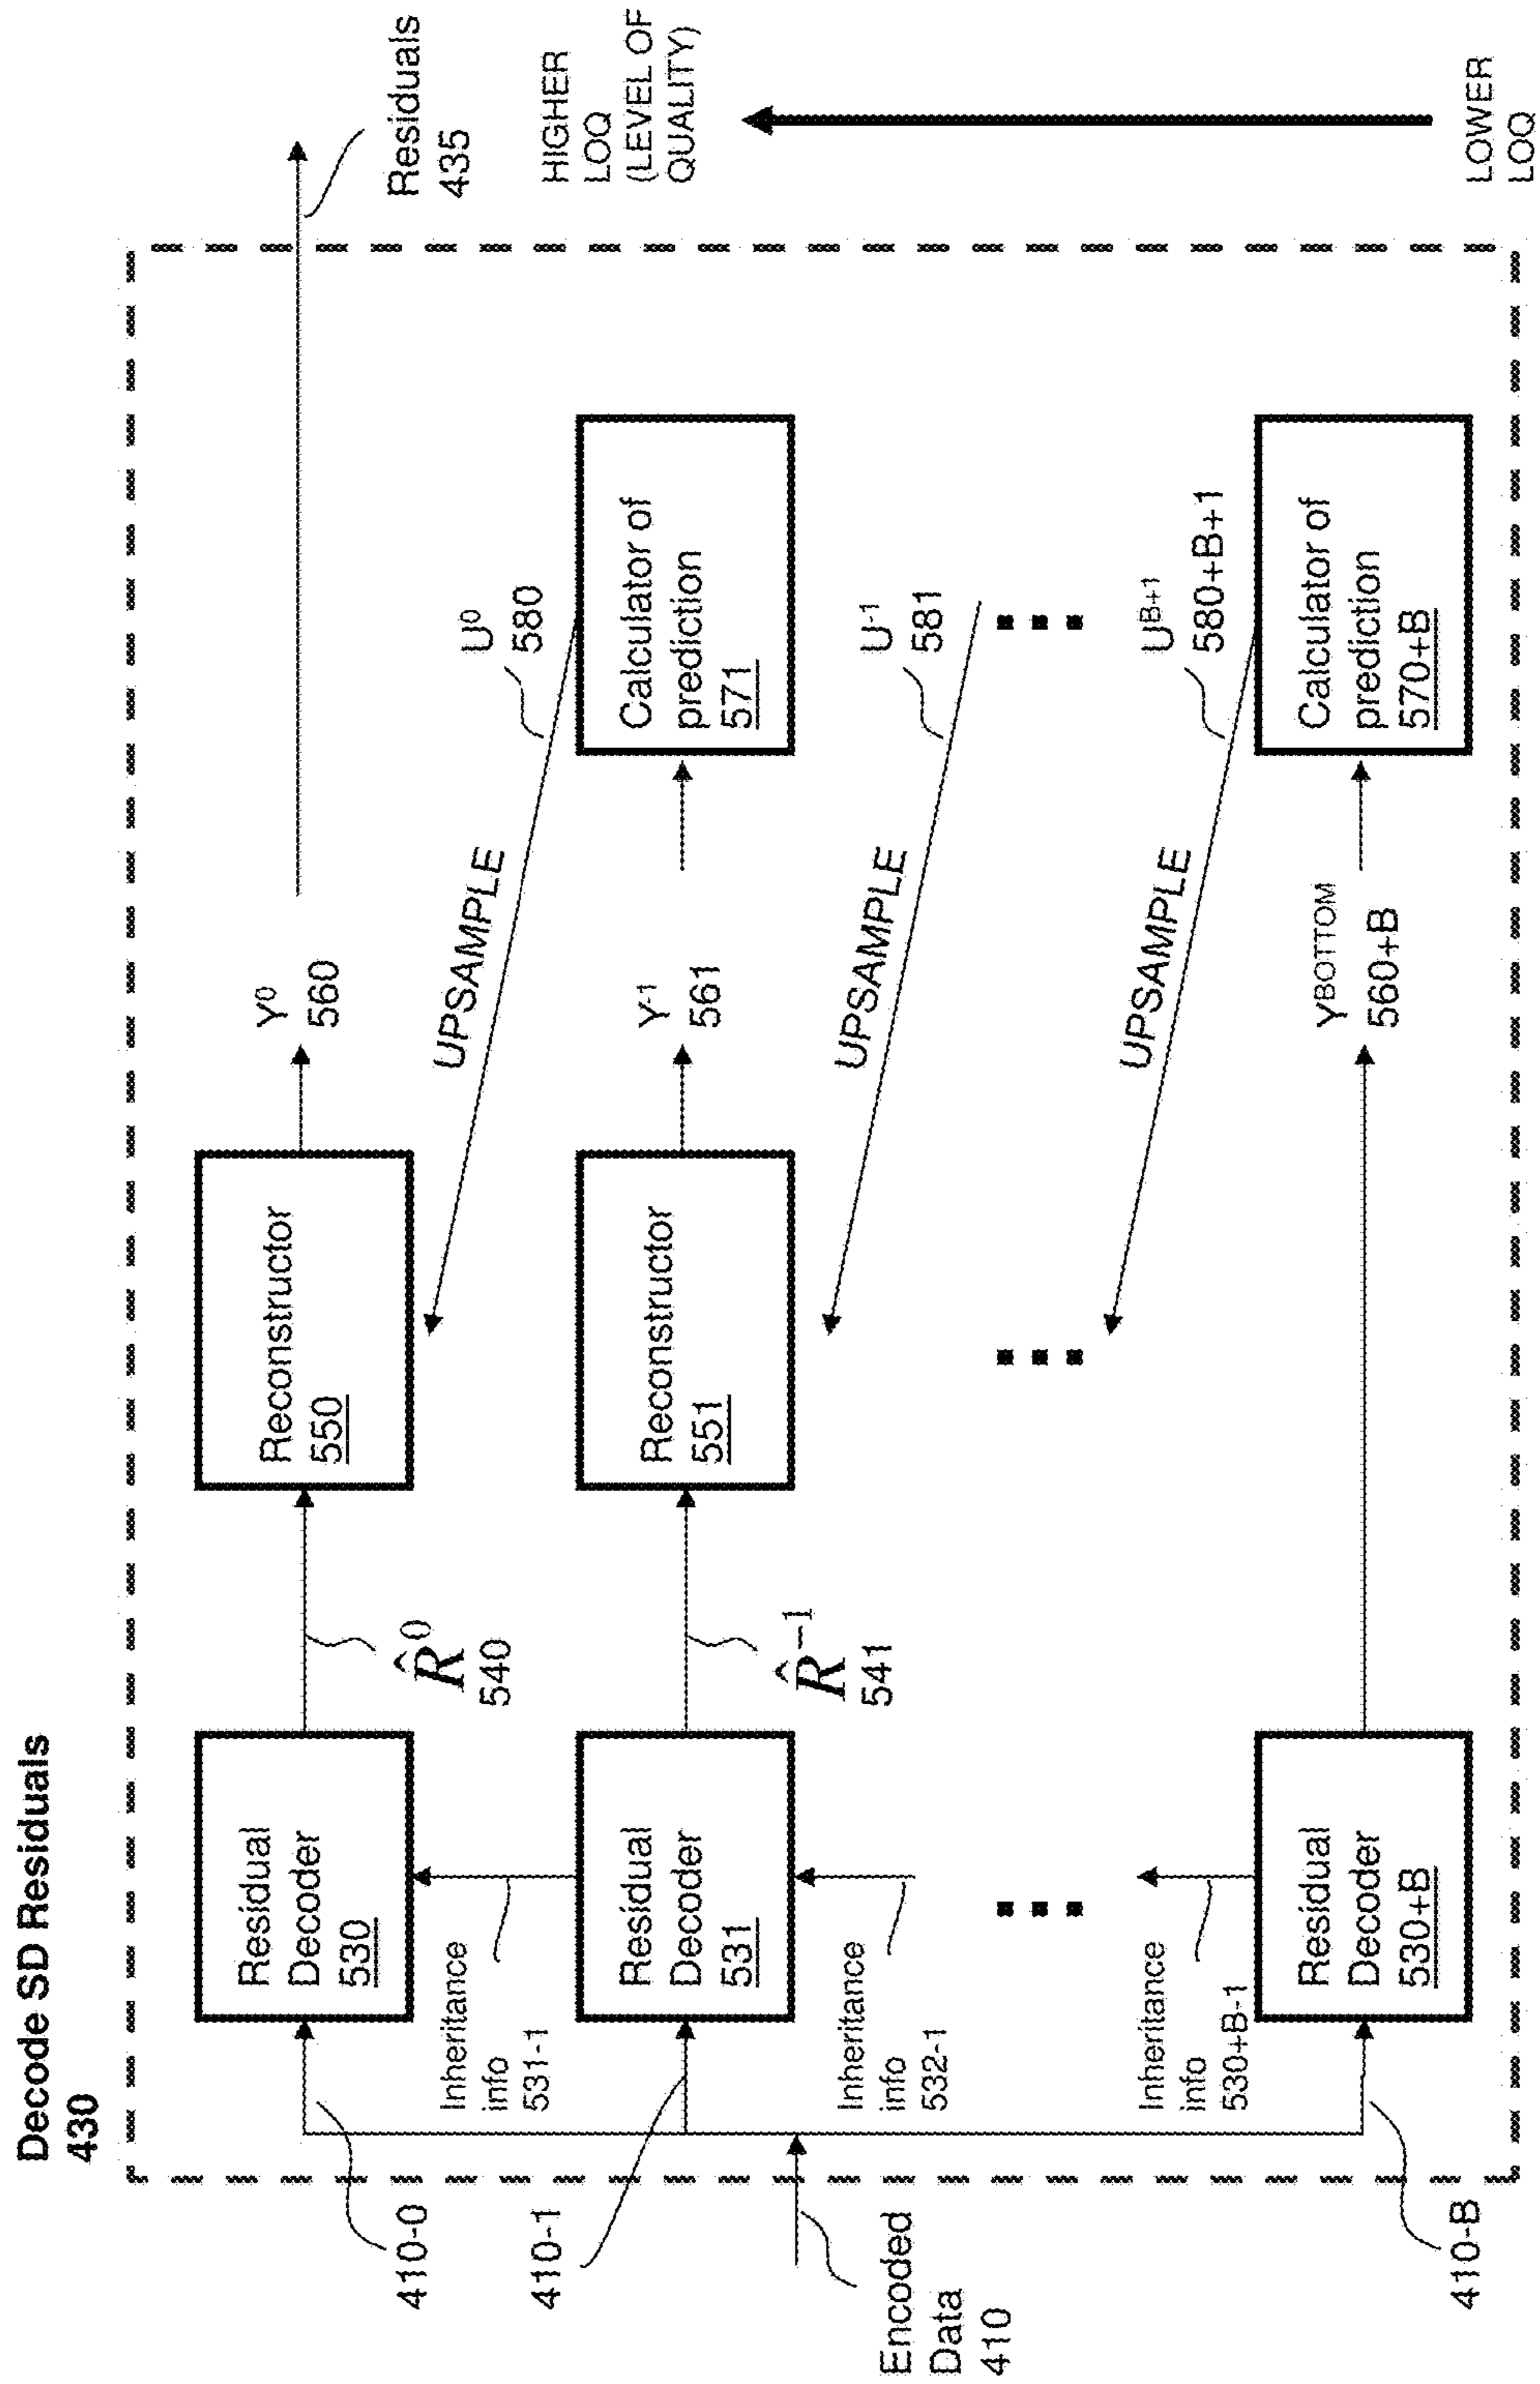 Decode SD Residuals
430
Residuals
435
HIGHER
LOQ
(LEVEL OF
QUALITY)
LOWER
LOQ
410-0
Residual
Decoder
530
R̂⁰
540
Reconstructor
550
Y⁰
560
UPSAMPLE
U⁰
580
Inheritance
info
531-1
410-1
Residual
Decoder
531
R̂⁻¹
541
Reconstructor
551
Y⁻¹
561
Calculator of
prediction
571
Encoded
Data
410
Inheritance
info
532-1
UPSAMPLE
U⁻¹
581
Inheritance
info
530+B-1
UPSAMPLE
Uᴮ⁺¹
580+B+1
410-B
Residual
Decoder
530+B
YBOTTOM
560+B
Calculator of
prediction
570+B